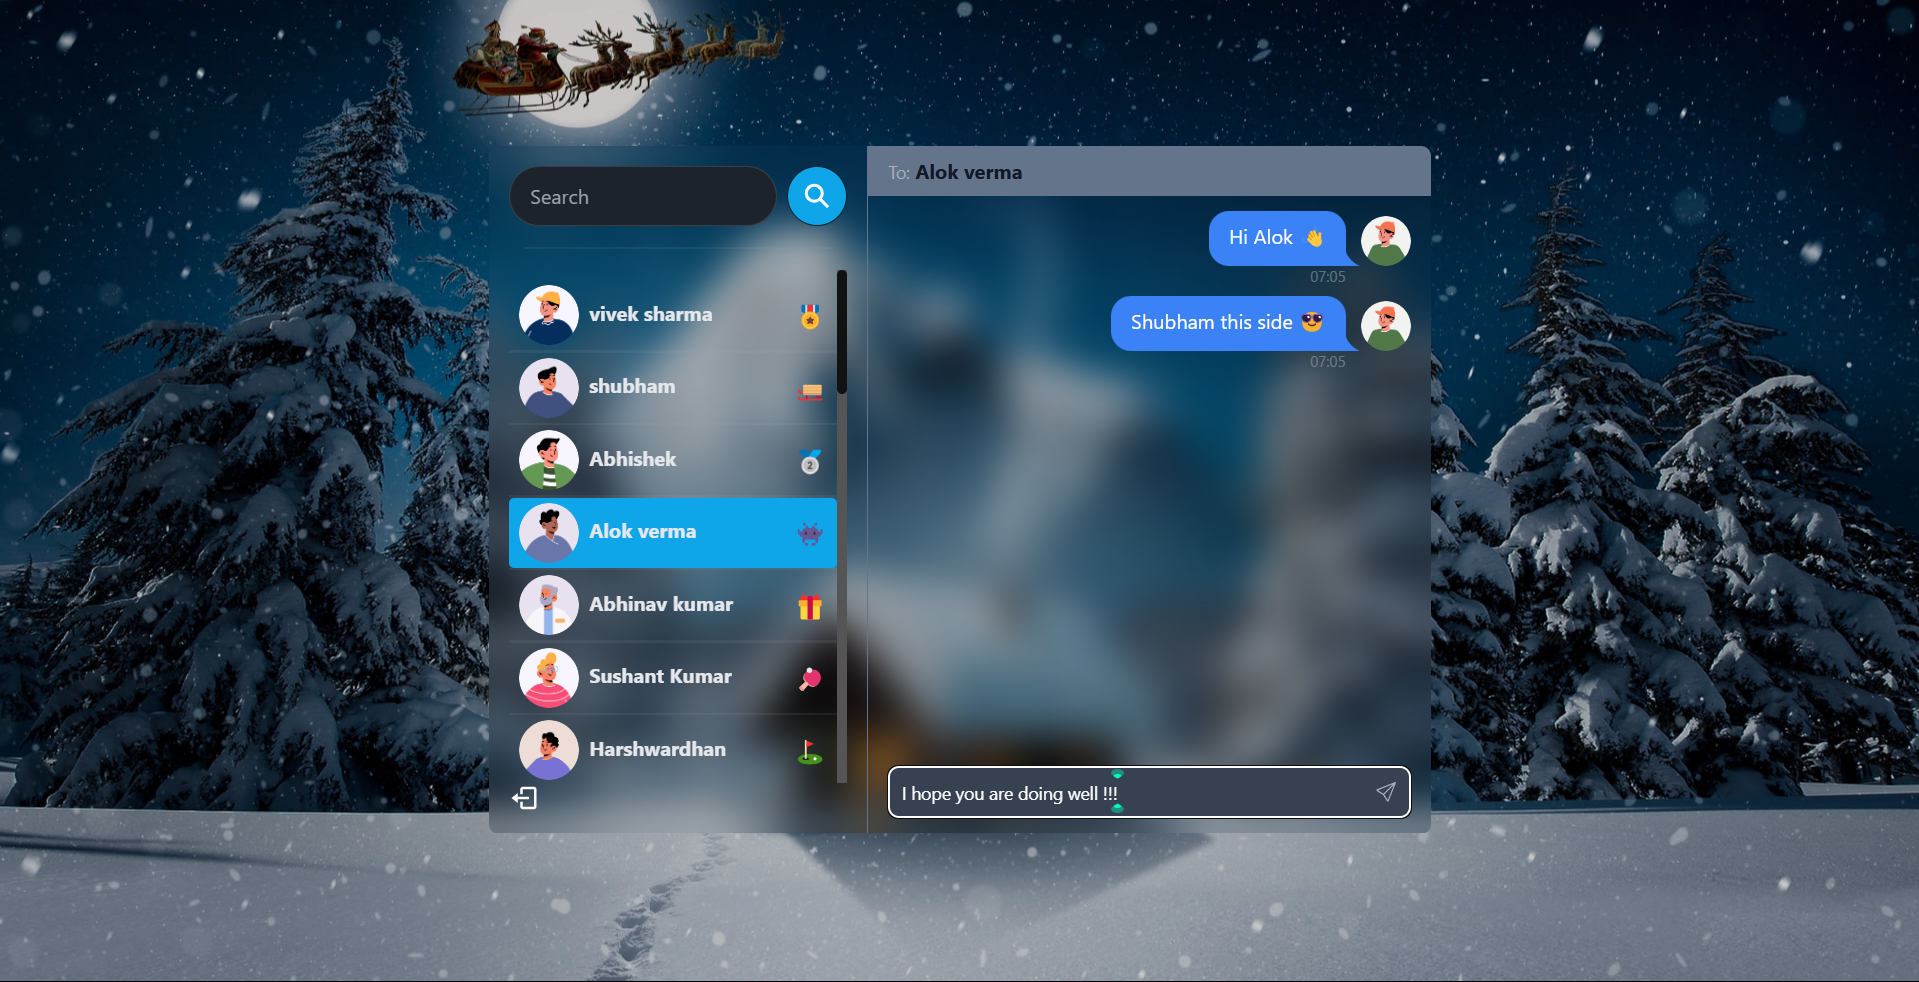 Search
vivek sharma
shubham
Abhishek
Alok verma
Abhinav kumar
Sushant Kumar
Harshwardhan
To: Alok verma
Hi Alok 👋
07:05
Shubham this side 😎
07:05
I hope you are doing well !!!